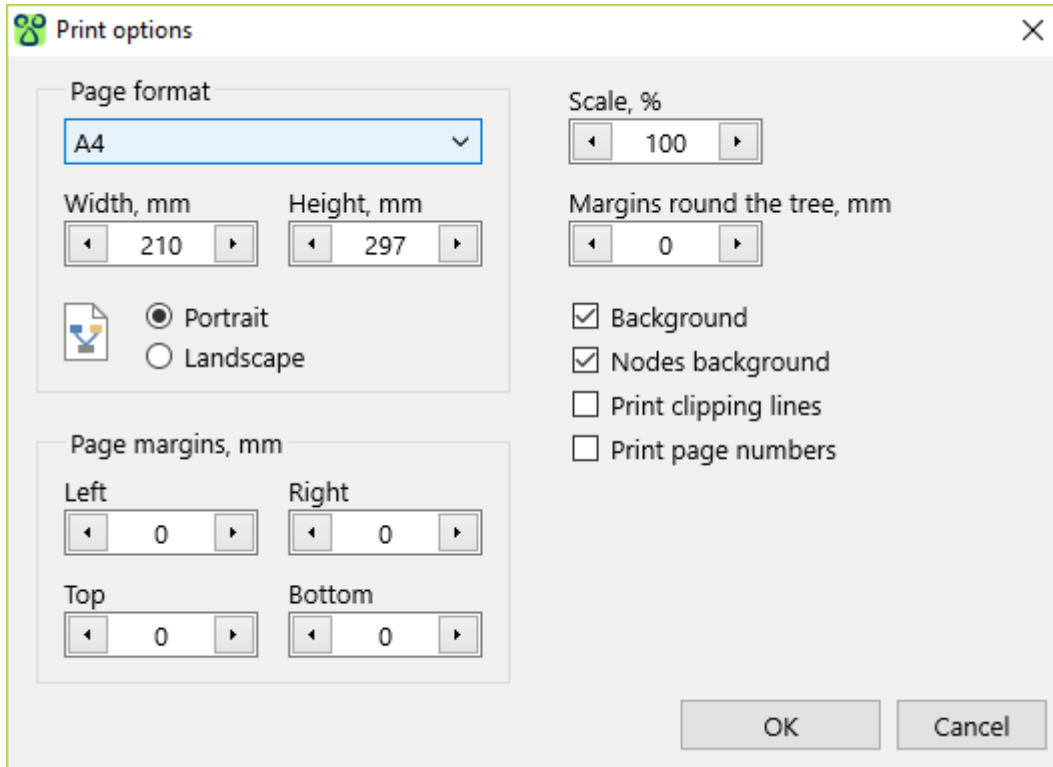 Print options
Page format
A4
Width, mm
Height, mm
210
297
Portrait
Landscape
Page margins, mm
Left
Right
0
0
Top
Bottom
0
0
Scale, %
100
Margins round the tree, mm
0
Background
Nodes background
Print clipping lines
Print page numbers
OK
Cancel